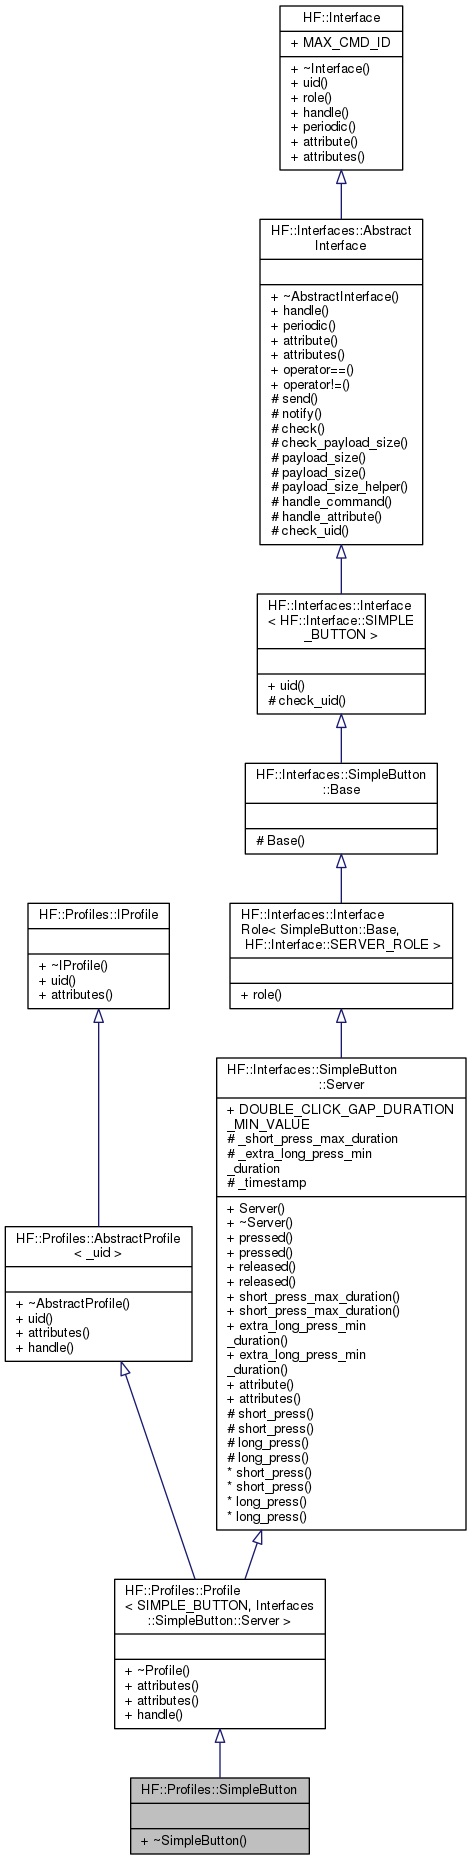 HF::Interface
+ MAX_CMD_ID
+ ~Interface()
+ uid()
+ role()
+ handle()
+ periodic()
+ attribute()
+ attributes()
HF::Interfaces::Abstract
Interface
+ ~AbstractInterface()
+ handle()
+ periodic()
+ attribute()
+ attributes()
+ operator==()
+ operator!=()
# send()
# notify()
# check()
# check_payload_size()
# payload_size()
# payload_size()
# payload_size_helper()
# handle_command()
# handle_attribute()
# check_uid()
HF::Interfaces::Interface
< HF::Interface::SIMPLE
_BUTTON >
+ uid()
# check_uid()
HF::Interfaces::SimpleButton
::Base
# Base()
HF::Profiles::IProfile
+ ~IProfile()
+ uid()
+ attributes()
HF::Interfaces::Interface
Role< SimpleButton::Base,
HF::Interface::SERVER_ROLE >
+ role()
HF::Interfaces::SimpleButton
::Server
+ DOUBLE_CLICK_GAP_DURATION
_MIN_VALUE
# _short_press_max_duration
# _extra_long_press_min
_duration
# _timestamp
+ Server()
+ ~Server()
+ pressed()
+ pressed()
+ released()
+ released()
+ short_press_max_duration()
+ short_press_max_duration()
+ extra_long_press_min
_duration()
+ extra_long_press_min
_duration()
+ attribute()
+ attributes()
# short_press()
# short_press()
# long_press()
# long_press()
* short_press()
* short_press()
* long_press()
* long_press()
HF::Profiles::AbstractProfile
< _uid >
+ ~AbstractProfile()
+ uid()
+ attributes()
+ handle()
HF::Profiles::Profile
< SIMPLE_BUTTON, Interfaces
::SimpleButton::Server >
+ ~Profile()
+ attributes()
+ attributes()
+ handle()
HF::Profiles::SimpleButton
+ ~SimpleButton()